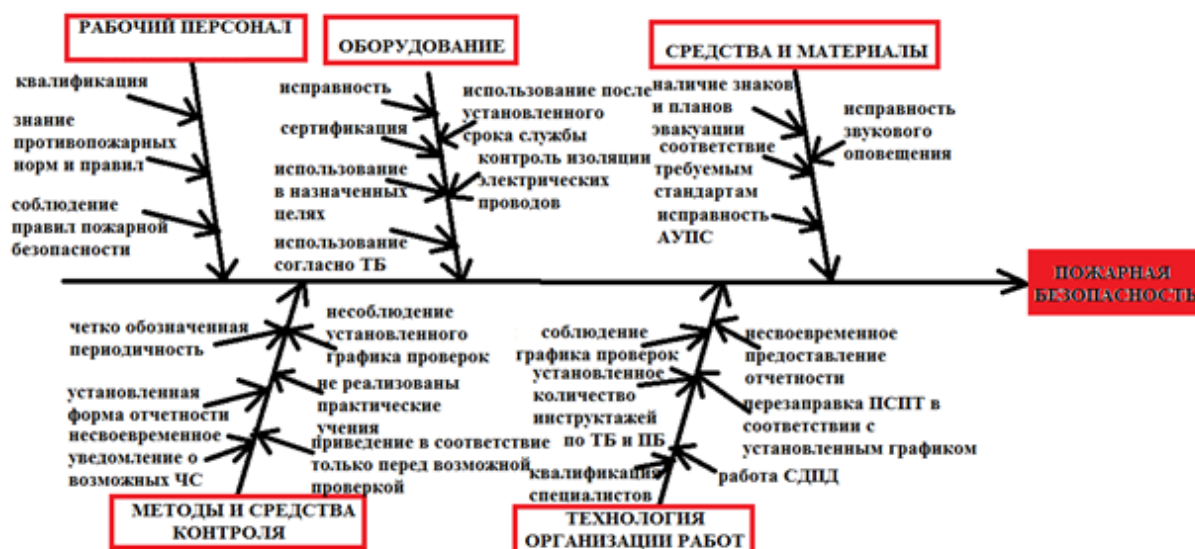 РАБОЧИЙ ПЕРСОНАЛ
ОБОРУДОВАНИЕ
СРЕДСТВА И МАТЕРИАЛЫ
квалификация
знание
противопожарных
норм и правил
соблюдение
правил пожарной
безопасности
исправность
сертификация
использование
в назначенных
целях
использование
согласно ТБ
использование после
установленного
срока службы
контроль изоляции
электрических
проводов
наличие знаков
и планов
эвакуации
соответствие
требуемым
стандартам
исправность
АУПС
исправность
звукового
оповещения
ПОЖАРНАЯ
БЕЗОПАСНОСТЬ
четко обозначенная
периодичность
установленная
форма отчетности
несвоевременное
уведомление о
возможных ЧС
несоблюдение
установленного
графика проверок
не реализованы
практические
учения
приведение в соответствие
только перед возможной
проверкой
соблюдение
графика проверок
установленное
количество
инструктажей
по ТБ и ПБ
квалификация
специалистов
несвоевременное
предоставление
отчетности
перезаправка ПСПТ в
соответствии с
установленным графиком
работа СДПД
МЕТОДЫ И СРЕДСТВА
КОНТРОЛЯ
ТЕХНОЛОГИЯ
ОРГАНИЗАЦИИ РАБОТ